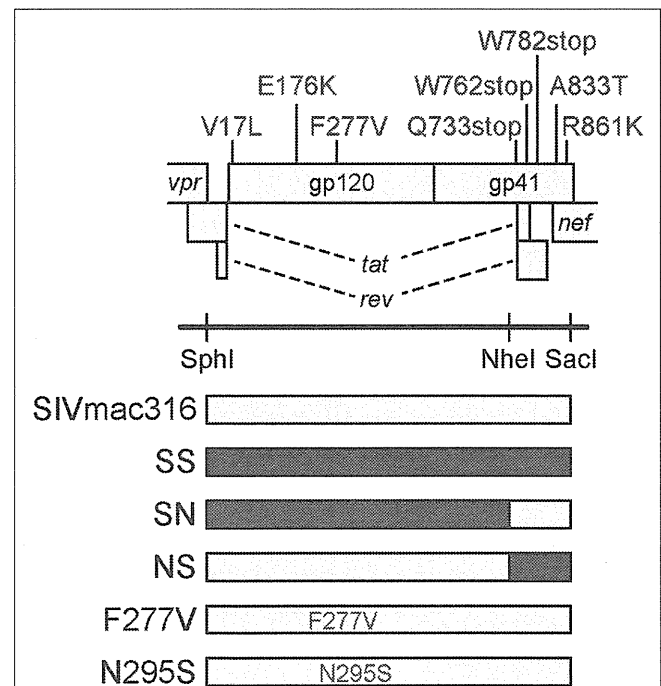 W782stop
E176K W762stop A833T
V17L F277V Q733stop R861K
vpr gp120 gp41
nef
tat
rev
SphI NheI SacI
SIVmac316
SS
SN
NS
F277V F277V
N295S N295S